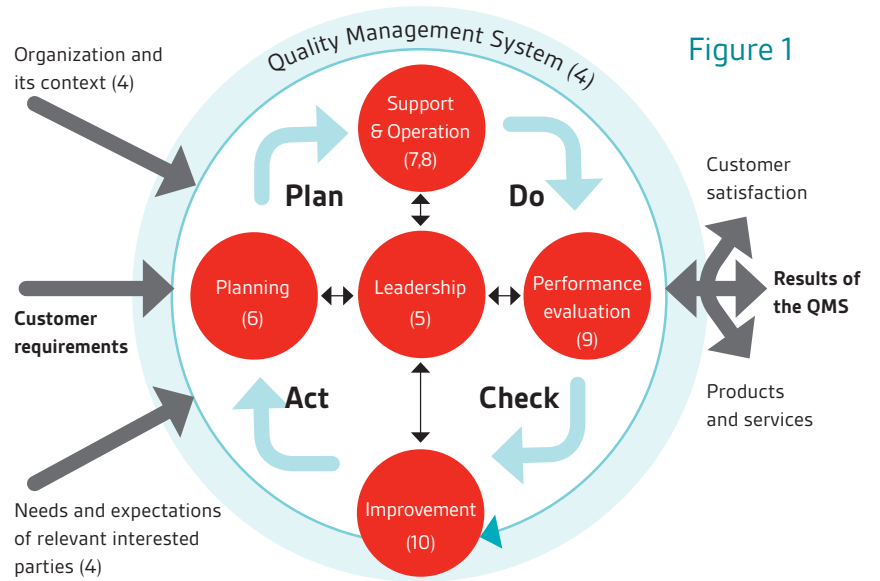 Figure 1
Quality Management System (4)
Organization and
its context (4)
Customer
requirements
Needs and expectations
of relevant interested
parties (4)
Support
& Operation
(7,8)
Plan
Do
Planning
(6)
Leadership
(5)
Performance
evaluation
(9)
Act
Check
Improvement
(10)
Customer
satisfaction
Results of
the QMS
Products
and services